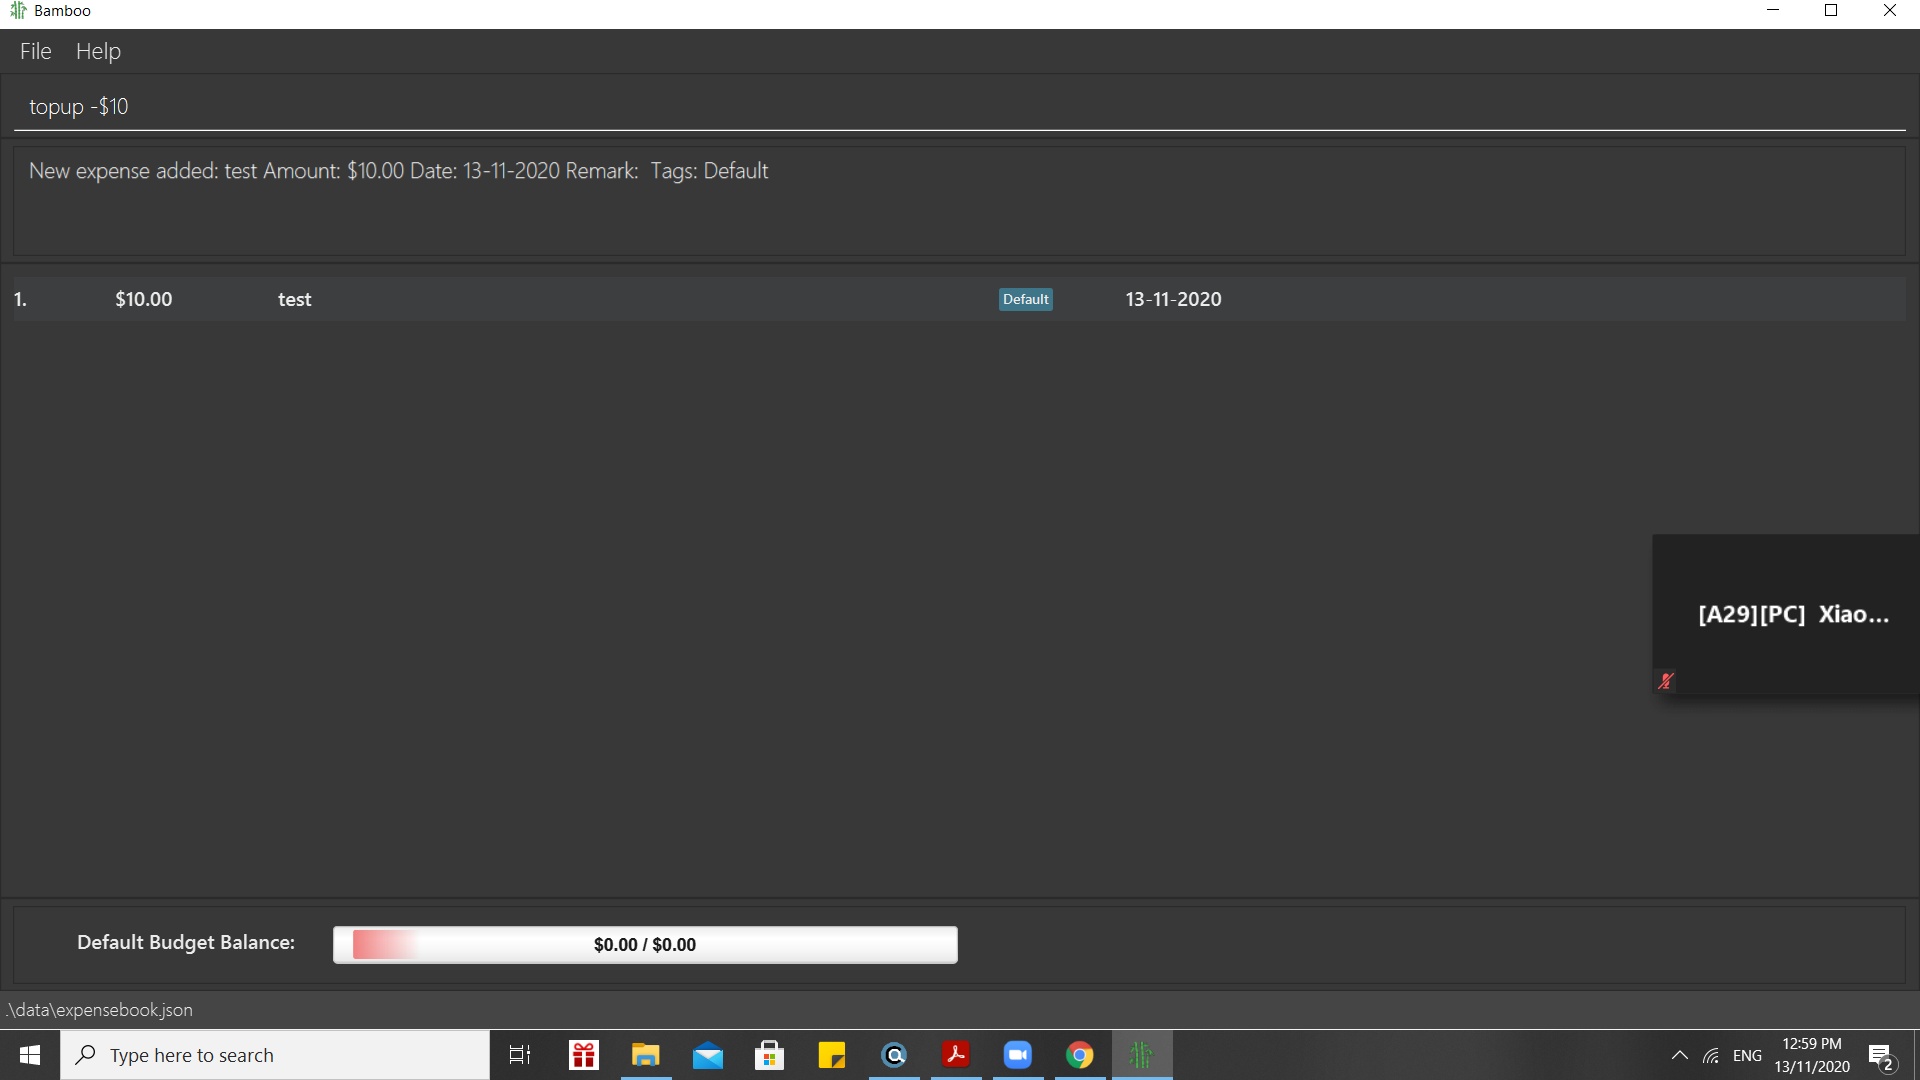 Bamboo
File Help
topup -$10
New expense added: test Amount: $10.00 Date: 13-11-2020 Remark:  Tags: Default
1. $10.00 test Default 13-11-2020
[A29][PC]  Xiao...
Default Budget Balance: $0.00 / $0.00
.\data\expensebook.json
Type here to search
ENG
12:59 PM
13/11/2020
2